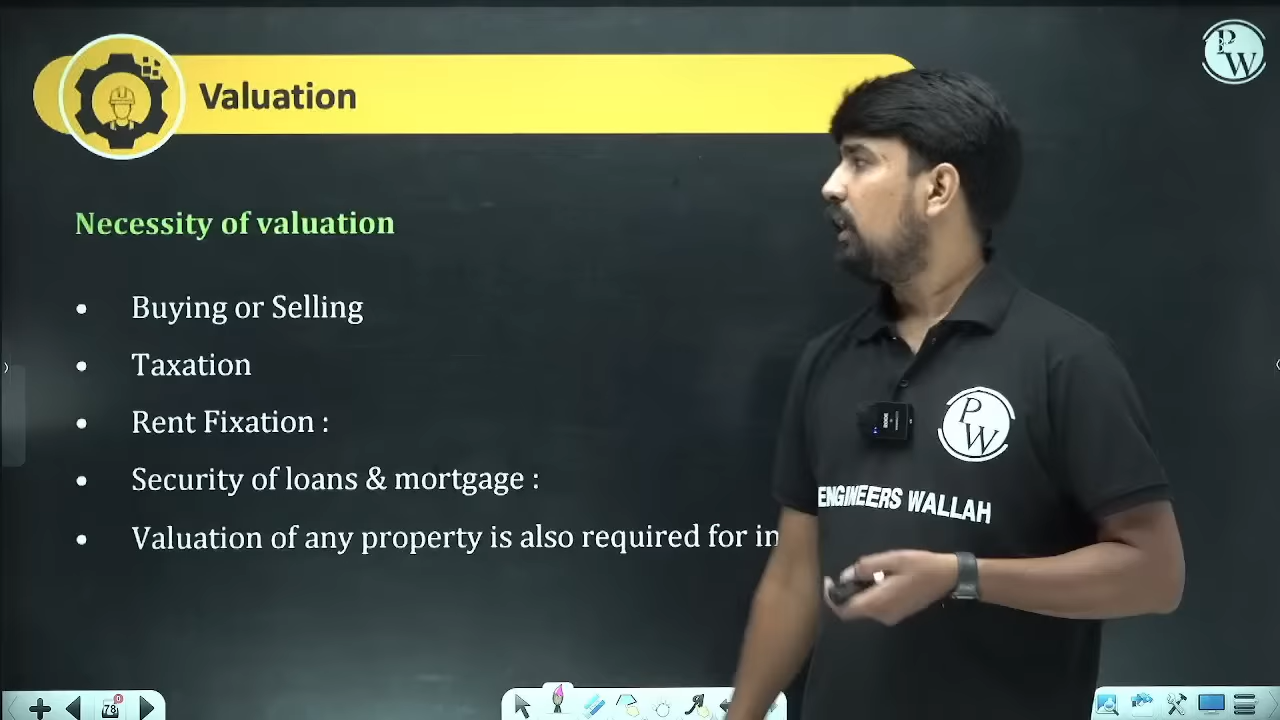 Valuation
PW
Necessity of valuation
• Buying or Selling
• Taxation
• Rent Fixation :
• Security of loans & mortgage :
• Valuation of any property is also required for in
PW
ENGINEERS WALLAH
78